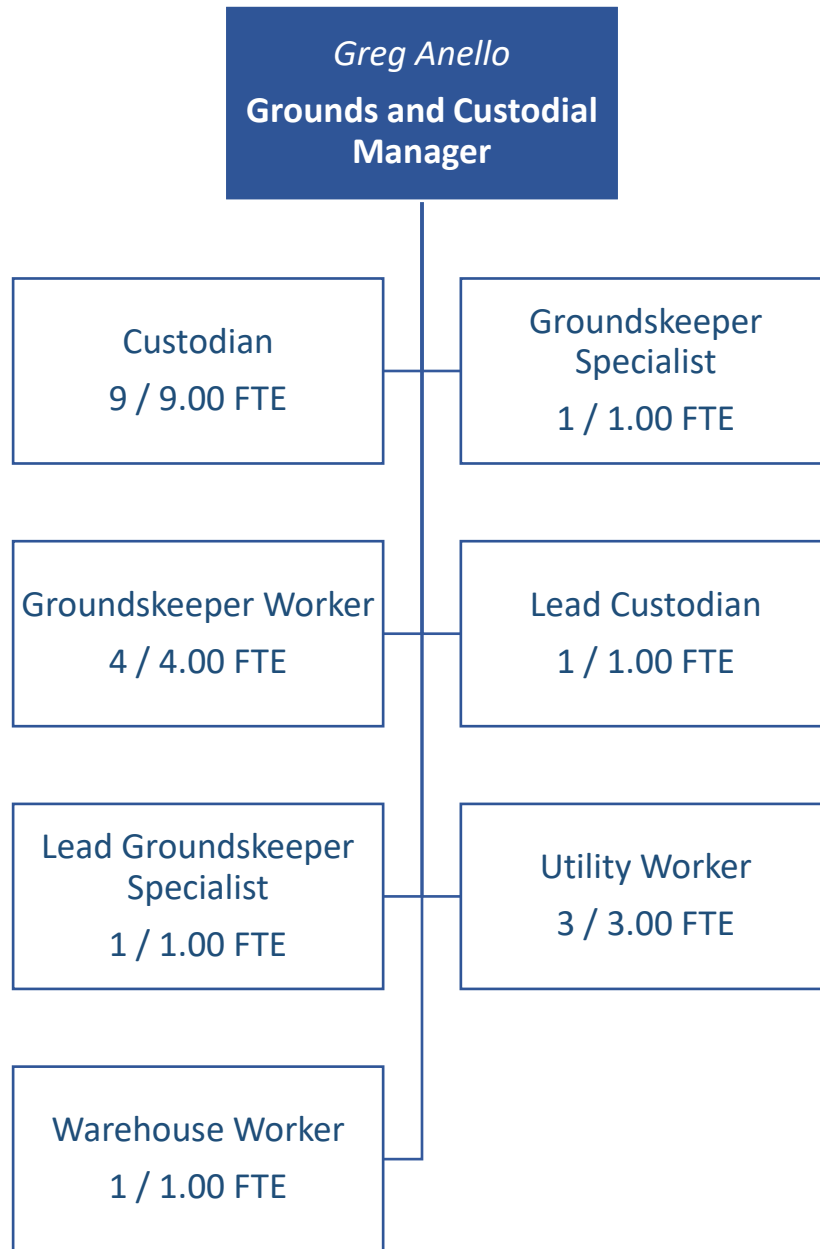 Greg Anello
Grounds and Custodial
Manager
Custodian
9 / 9.00 FTE
Groundskeeper
Specialist
1 / 1.00 FTE
Groundskeeper Worker
4 / 4.00 FTE
Lead Custodian
1 / 1.00 FTE
Lead Groundskeeper
Specialist
1 / 1.00 FTE
Utility Worker
3 / 3.00 FTE
Warehouse Worker
1 / 1.00 FTE